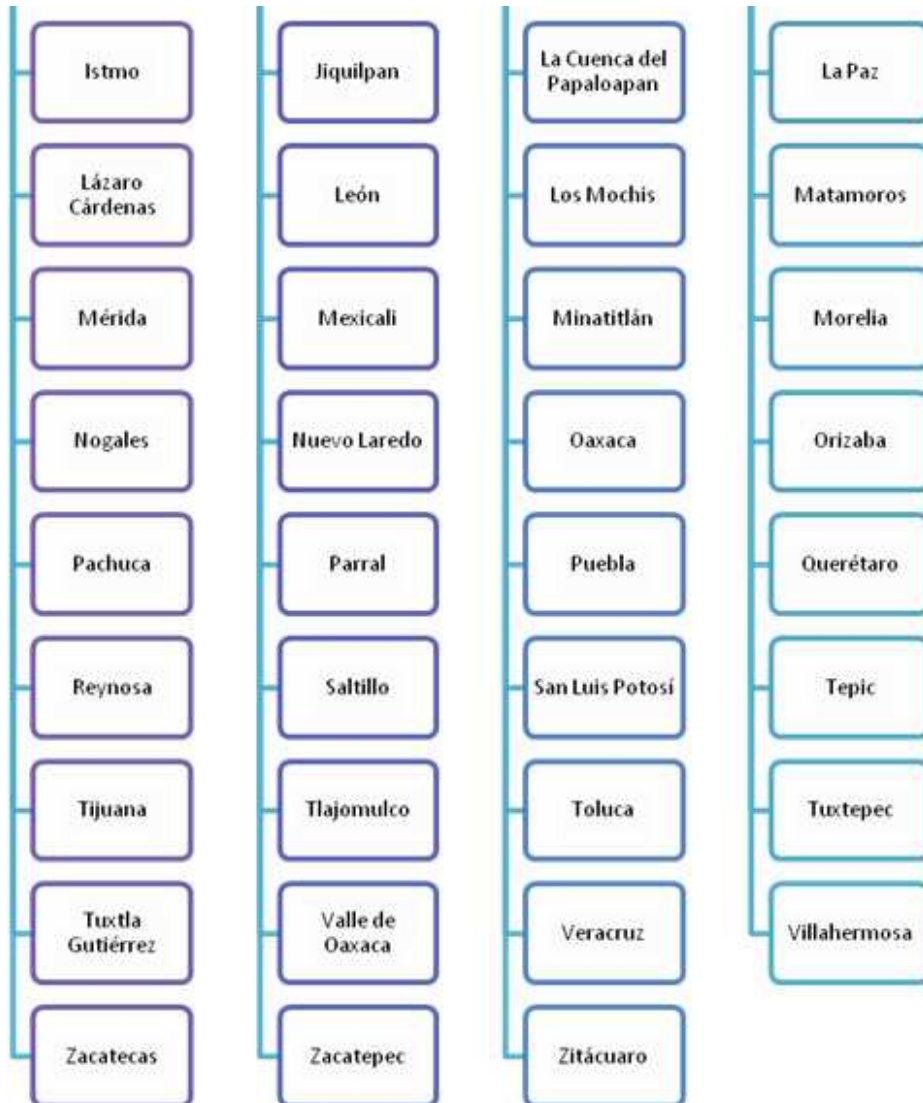 Istmo
Jiquilpan
La Cuenca del
Papaloapan
La Paz
Lázaro
Cárdenas
León
Los Mochis
Matamoros
Mérida
Mexicali
Minatitlán
Morelia
Nogales
Nuevo Laredo
Oaxaca
Orizaba
Pachuca
Parral
Puebla
Querétaro
Reynosa
Saltillo
San Luis Potosí
Tepic
Tijuana
Tlajomulco
Toluca
Tuxtepec
Tuxtla
Gutiérrez
Valle de
Oaxaca
Veracruz
Villahermosa
Zacatecas
Zacatepec
Zitácuaro